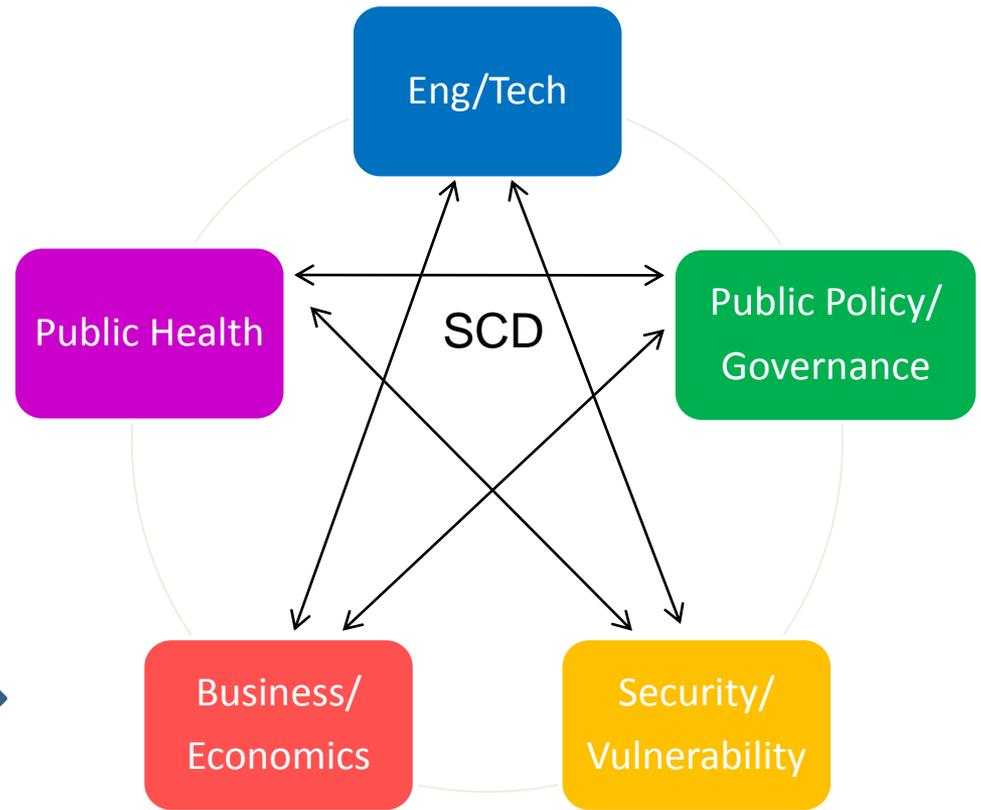 Eng/Tech
Public Health
SCD
Public Policy/
Governance
Business/
Economics
Security/
Vulnerability